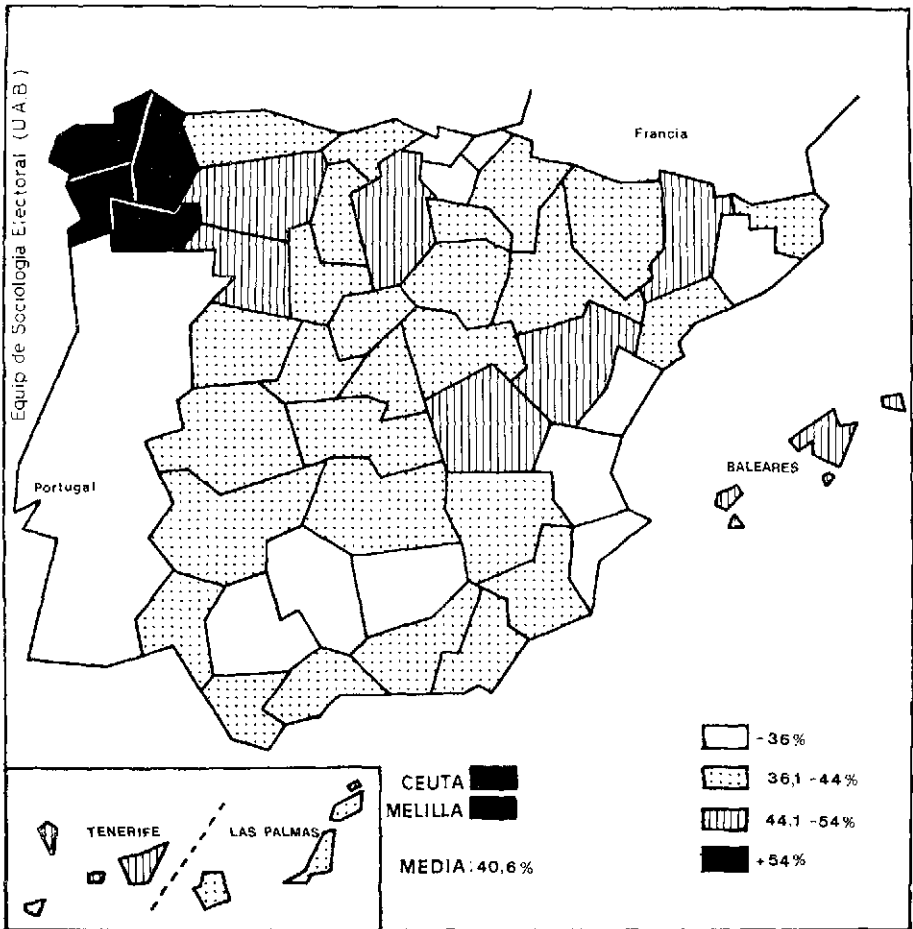 Equip de Sociologia Electoral (U.A.B.)
Francia
Portugal
BALEARES
CEUTA
MELILLA
MEDIA: 40,6%
-36%
36,1 -44%
44,1 -54%
+54%
TENERIFE
LAS PALMAS